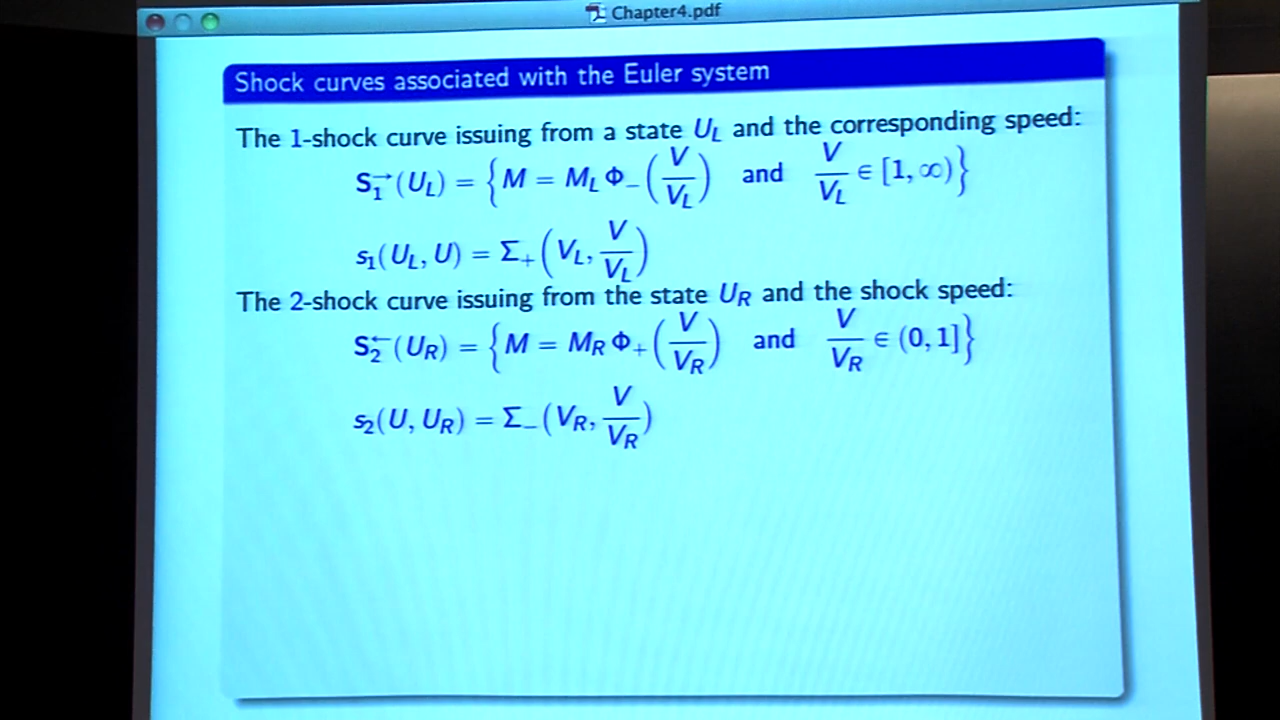 Chapter4.pdf
Shock curves associated with the Euler system
The 1-shock curve issuing from a state U_L and the corresponding speed:
S_1^→(U_L) = { M = M_L Φ_−(V/V_L) and V/V_L ∈ [1, ∞) }
s_1(U_L, U) = Σ_+(V_L, V/V_L)
The 2-shock curve issuing from the state U_R and the shock speed:
S_2^←(U_R) = { M = M_R Φ_+(V/V_R) and V/V_R ∈ (0, 1] }
s_2(U, U_R) = Σ_−(V_R, V/V_R)